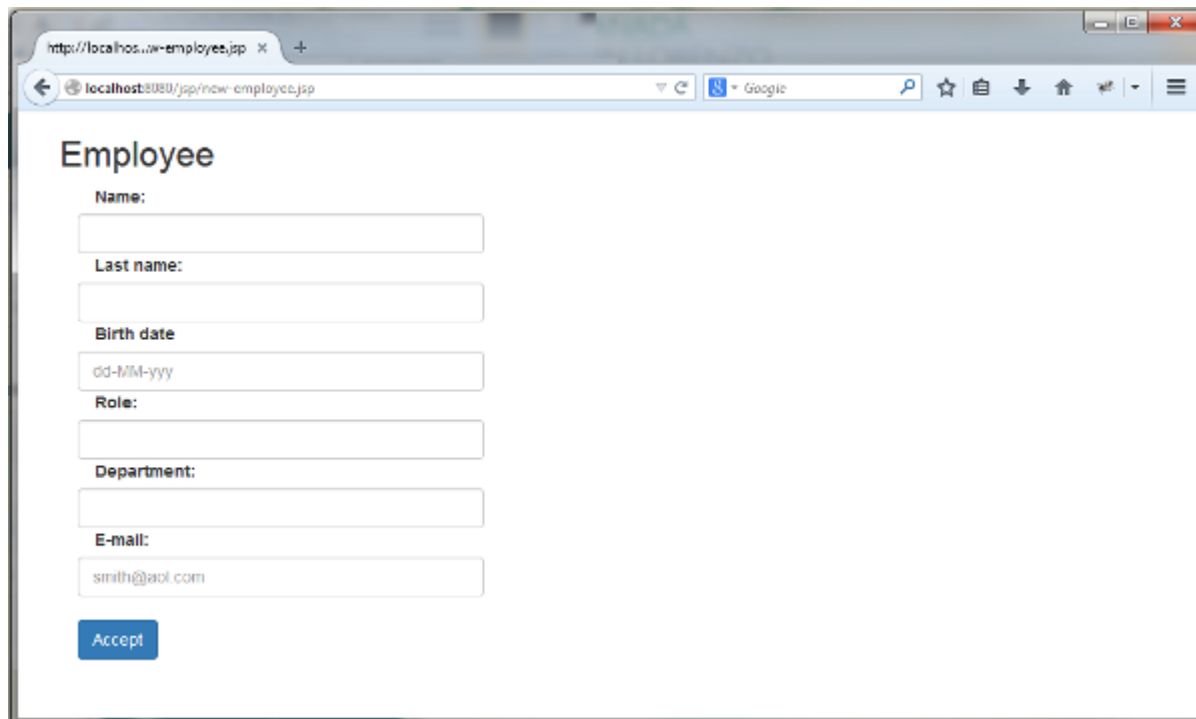 http://localhos...w-employee.jsp × +
localhost:8080/jsp/new-employee.jsp
8 Google
Employee
Name:
Last name:
Birth date
dd-MM-yyy
Role:
Department:
E-mail:
smith@aol.com
Accept